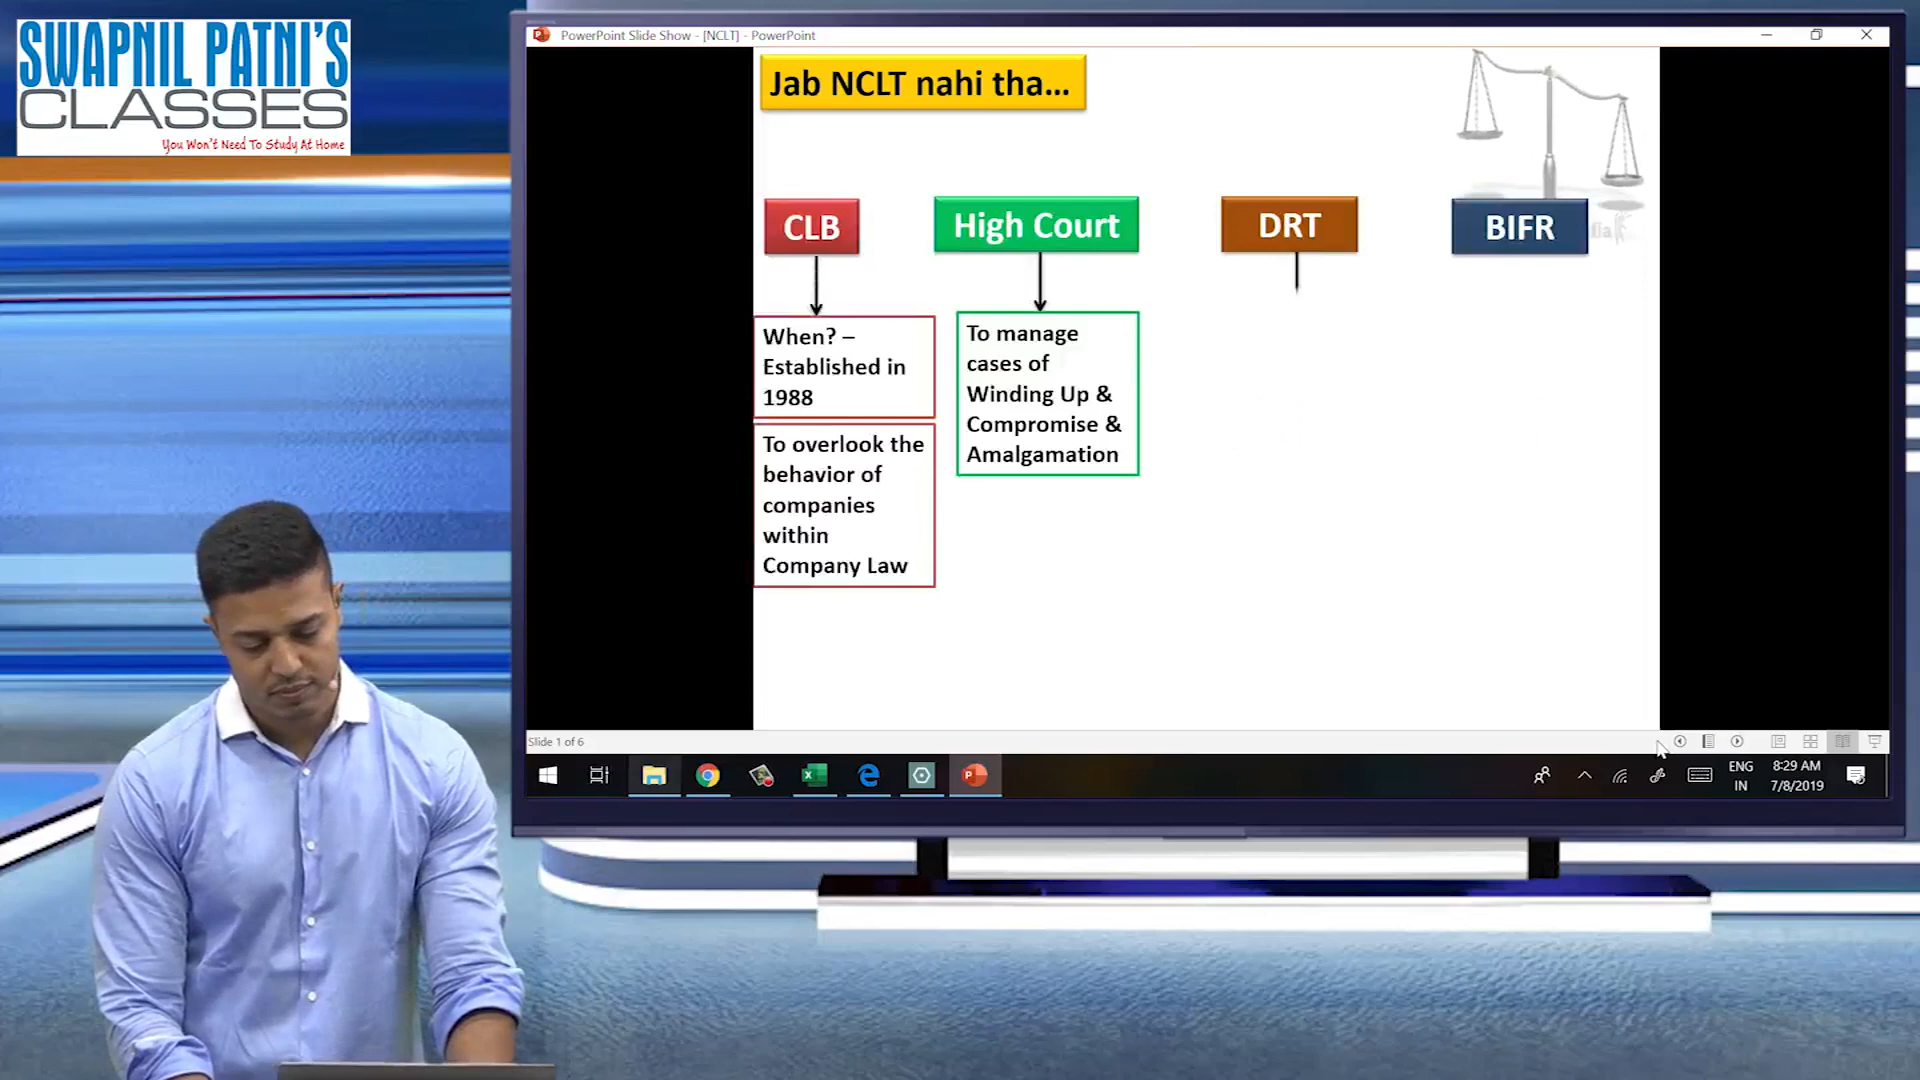 SWAPNIL PATNI'S
CLASSES
You Won't Need To Study At Home
PowerPoint Slide Show - [NCLT] - PowerPoint
Jab NCLT nahi tha...
CLB
High Court
DRT
BIFR
When? –
Established in
1988
To overlook the
behavior of
companies
within
Company Law
To manage
cases of
Winding Up &
Compromise &
Amalgamation
Slide 1 of 6
ENG
IN
8:29 AM
7/8/2019